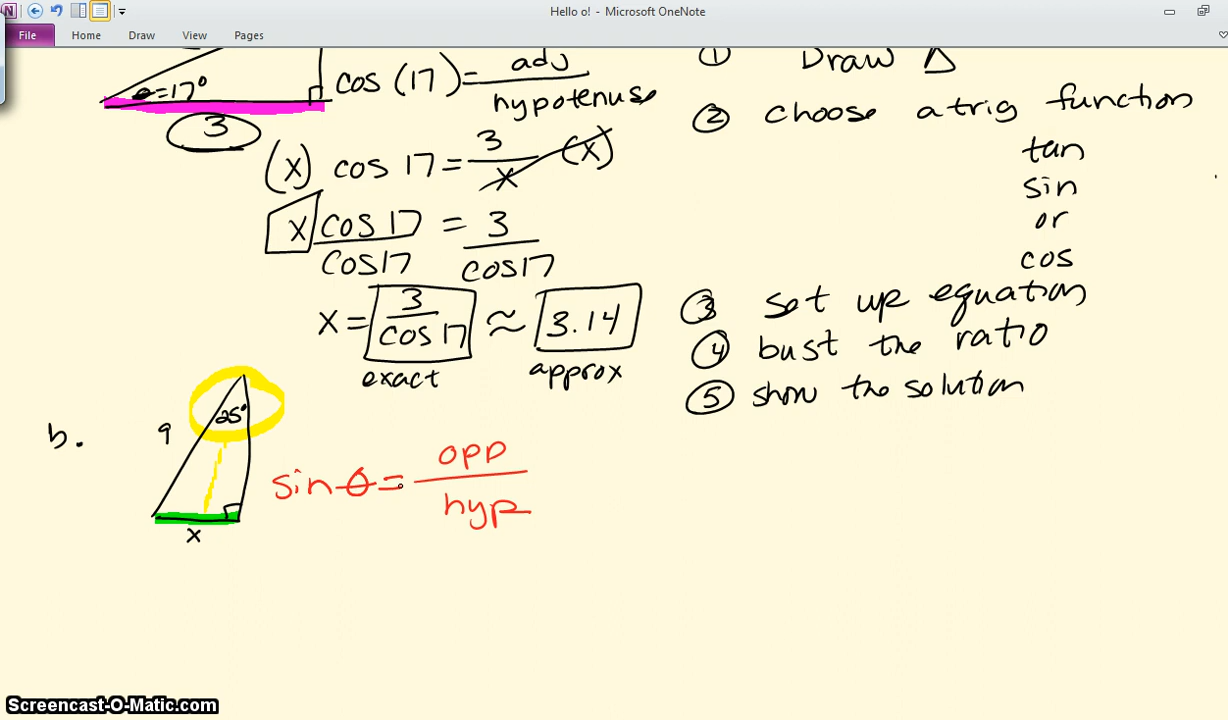 Hello o! - Microsoft OneNote
File Home Draw View Pages
θ=17°
3
cos (17) = adj / hypotenuse
(x) cos 17 = 3 / x (x)
x cos 17 / cos 17 = 3 / cos 17
x = 3 / cos 17 ≈ 3.14
exact approx
① Draw Δ
② choose a trig function
tan
sin
or
cos
③ set up equation
④ bust the ratio
⑤ show the solution
b.
25°
9
x
sin θ = opp / hyp
Screencast-O-Matic.com